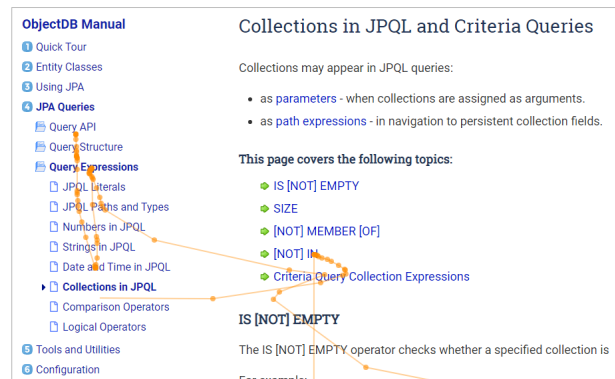 ObjectDB Manual
1 Quick Tour
2 Entity Classes
3 Using JPA
4 JPA Queries
Query API
Query Structure
Query Expressions
JPQL Literals
JPQL Paths and Types
Numbers in JPQL
Strings in JPQL
Date and Time in JPQL
Collections in JPQL
Comparison Operators
Logical Operators
5 Tools and Utilities
6 Configuration
Collections in JPQL and Criteria Queries
Collections may appear in JPQL queries:
as parameters - when collections are assigned as arguments.
as path expressions - in navigation to persistent collection fields.
This page covers the following topics:
IS [NOT] EMPTY
SIZE
[NOT] MEMBER [OF]
[NOT] IN
Criteria Query Collection Expressions
IS [NOT] EMPTY
The IS [NOT] EMPTY operator checks whether a specified collection is
For example: